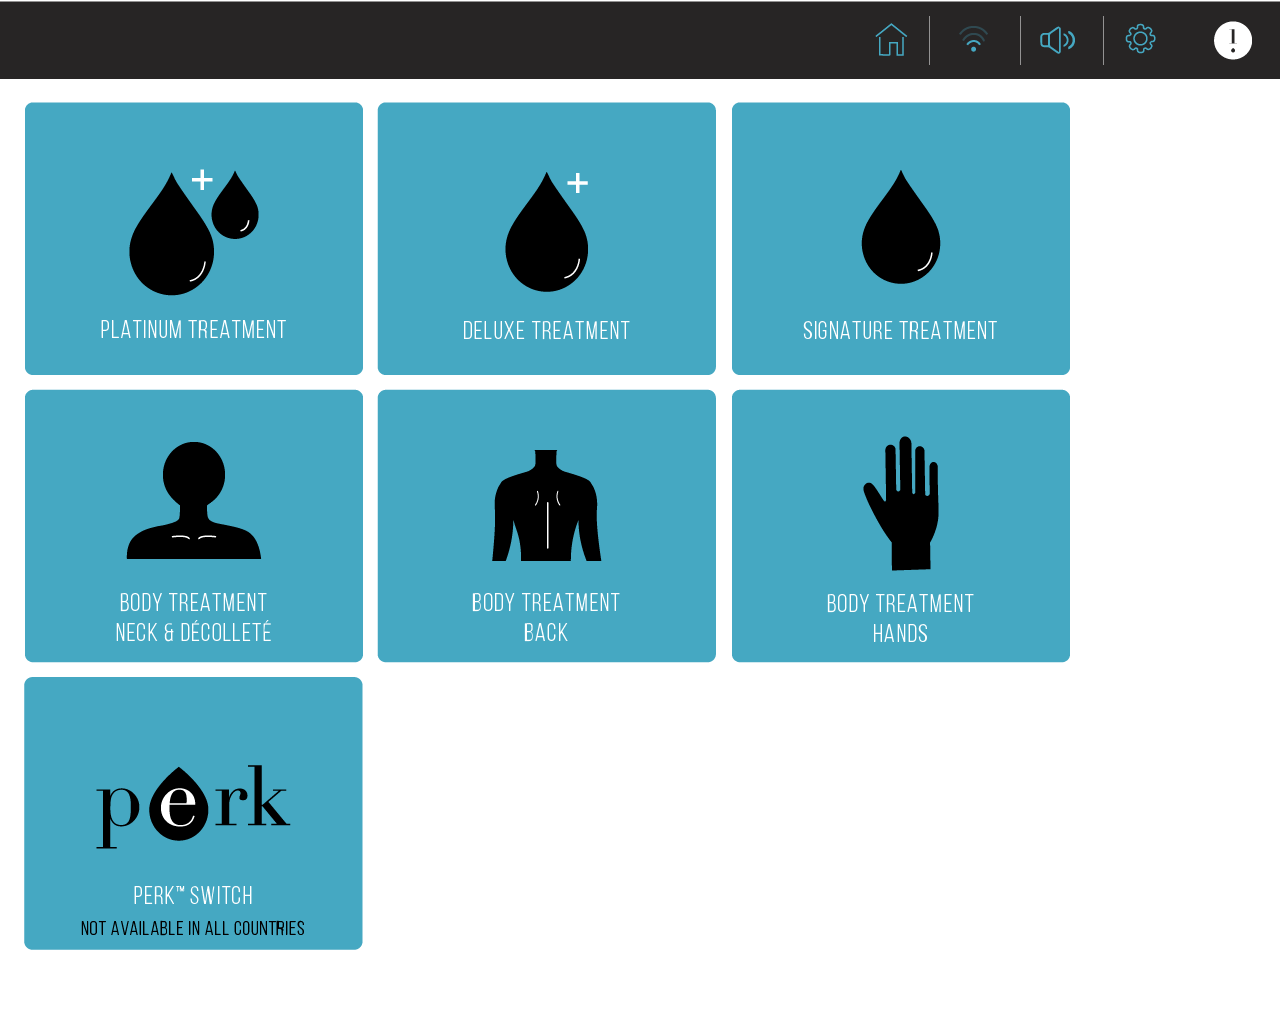 PLATINUM TREATMENT
DELUXE TREATMENT
SIGNATURE TREATMENT
BODY TREATMENT
NECK & DÉCOLLETÉ
BODY TREATMENT
BACK
BODY TREATMENT
HANDS
perk
PERK™ SWITCH
NOT AVAILABLE IN ALL COUNTRIES